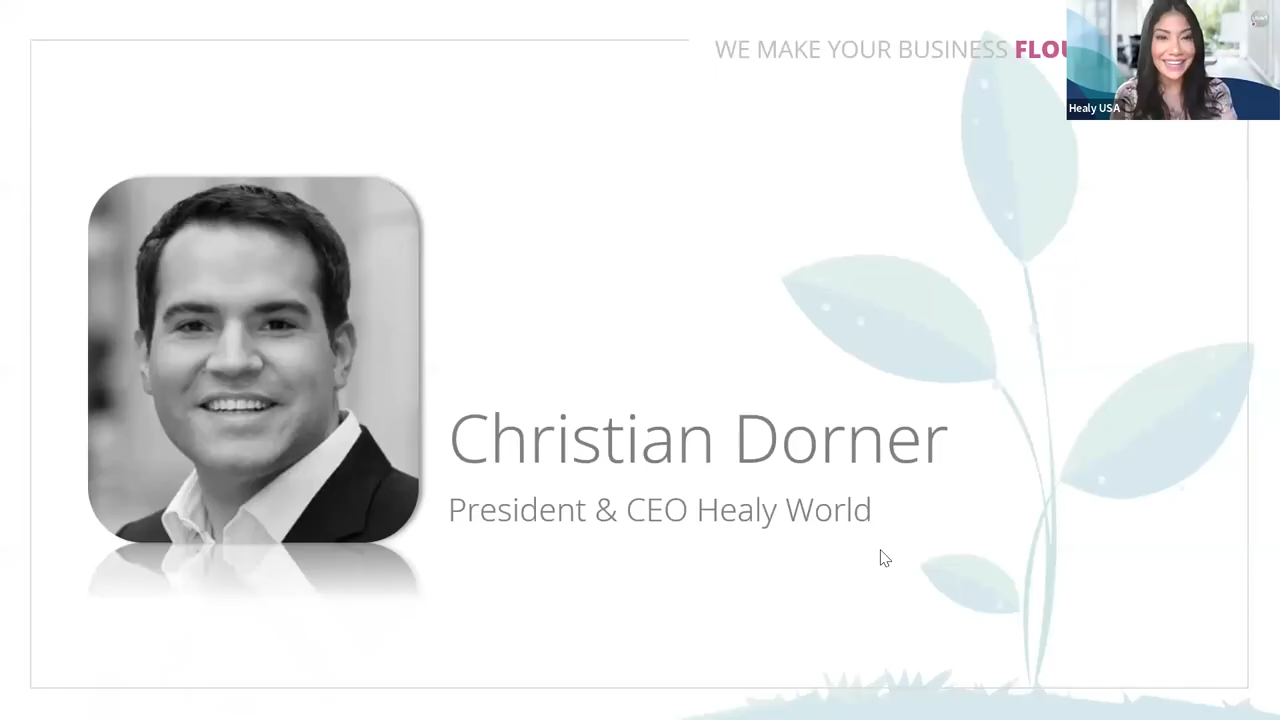 WE MAKE YOUR BUSINESS
Healy USA
Christian Dorner
President & CEO Healy World